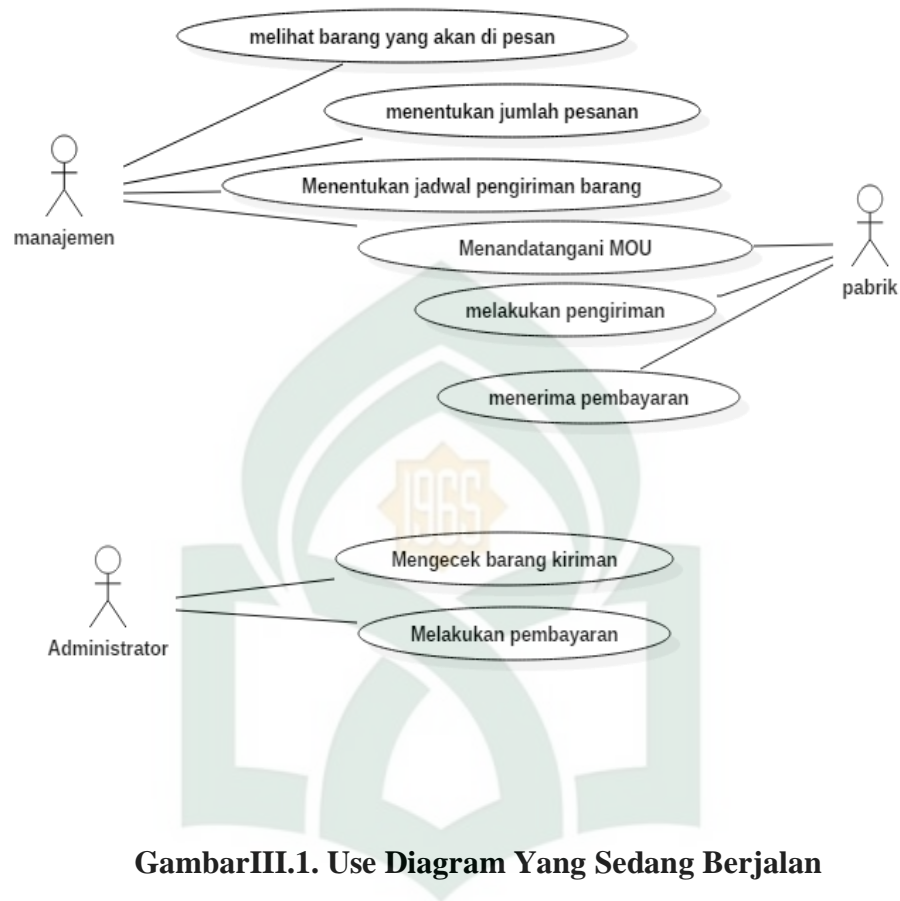 melihat barang yang akan di pesan
menentukan jumlah pesanan
Menentukan jadwal pengiriman barang
manajemen
Menandatangani MOU
pabrik
melakukan pengiriman
menerima pembayaran
1965
Mengecek barang kiriman
Administrator
Melakukan pembayaran
GambarIII.1. Use Diagram Yang Sedang Berjalan